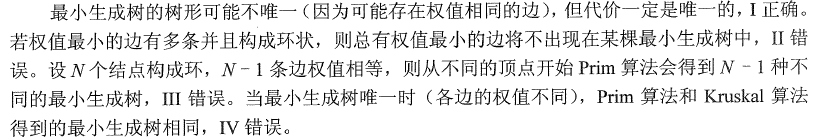 最小生成树的树形可能不唯一(因为可能存在权值相同的边),但代价一定是唯一的,I 正确。
若权值最小的边有多条并且构成环状,则总有权值最小的边将不出现在某棵最小生成树中,II 错
误。设 N 个结点构成环,N－1 条边权值相等,则从不同的顶点开始 Prim 算法会得到 N－1 种不
同的最小生成树,III 错误。当最小生成树唯一时(各边的权值不同),Prim 算法和 Kruskal 算法
得到的最小生成树相同,IV 错误。